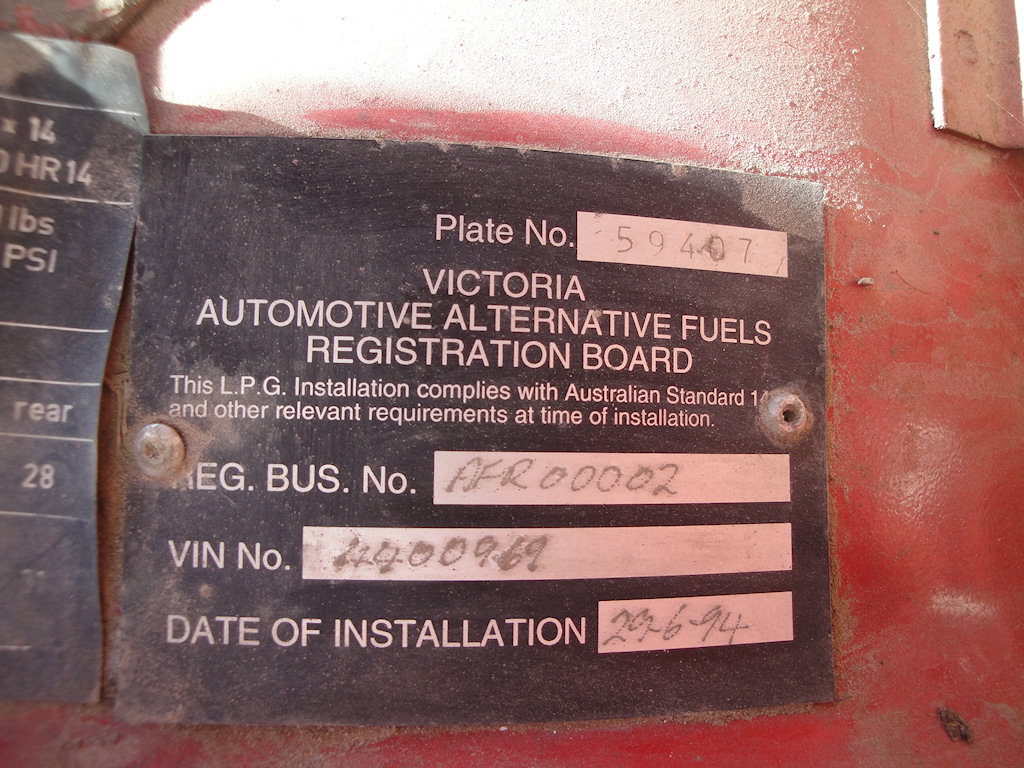 × 14
HR 14
lbs
PSI
rear
28
Plate No. 59407
VICTORIA
AUTOMOTIVE ALTERNATIVE FUELS
REGISTRATION BOARD
This L.P.G. Installation complies with Australian Standard
and other relevant requirements at time of installation.
REG. BUS. No. AFR00002
VIN No.
DATE OF INSTALLATION 29-6-94